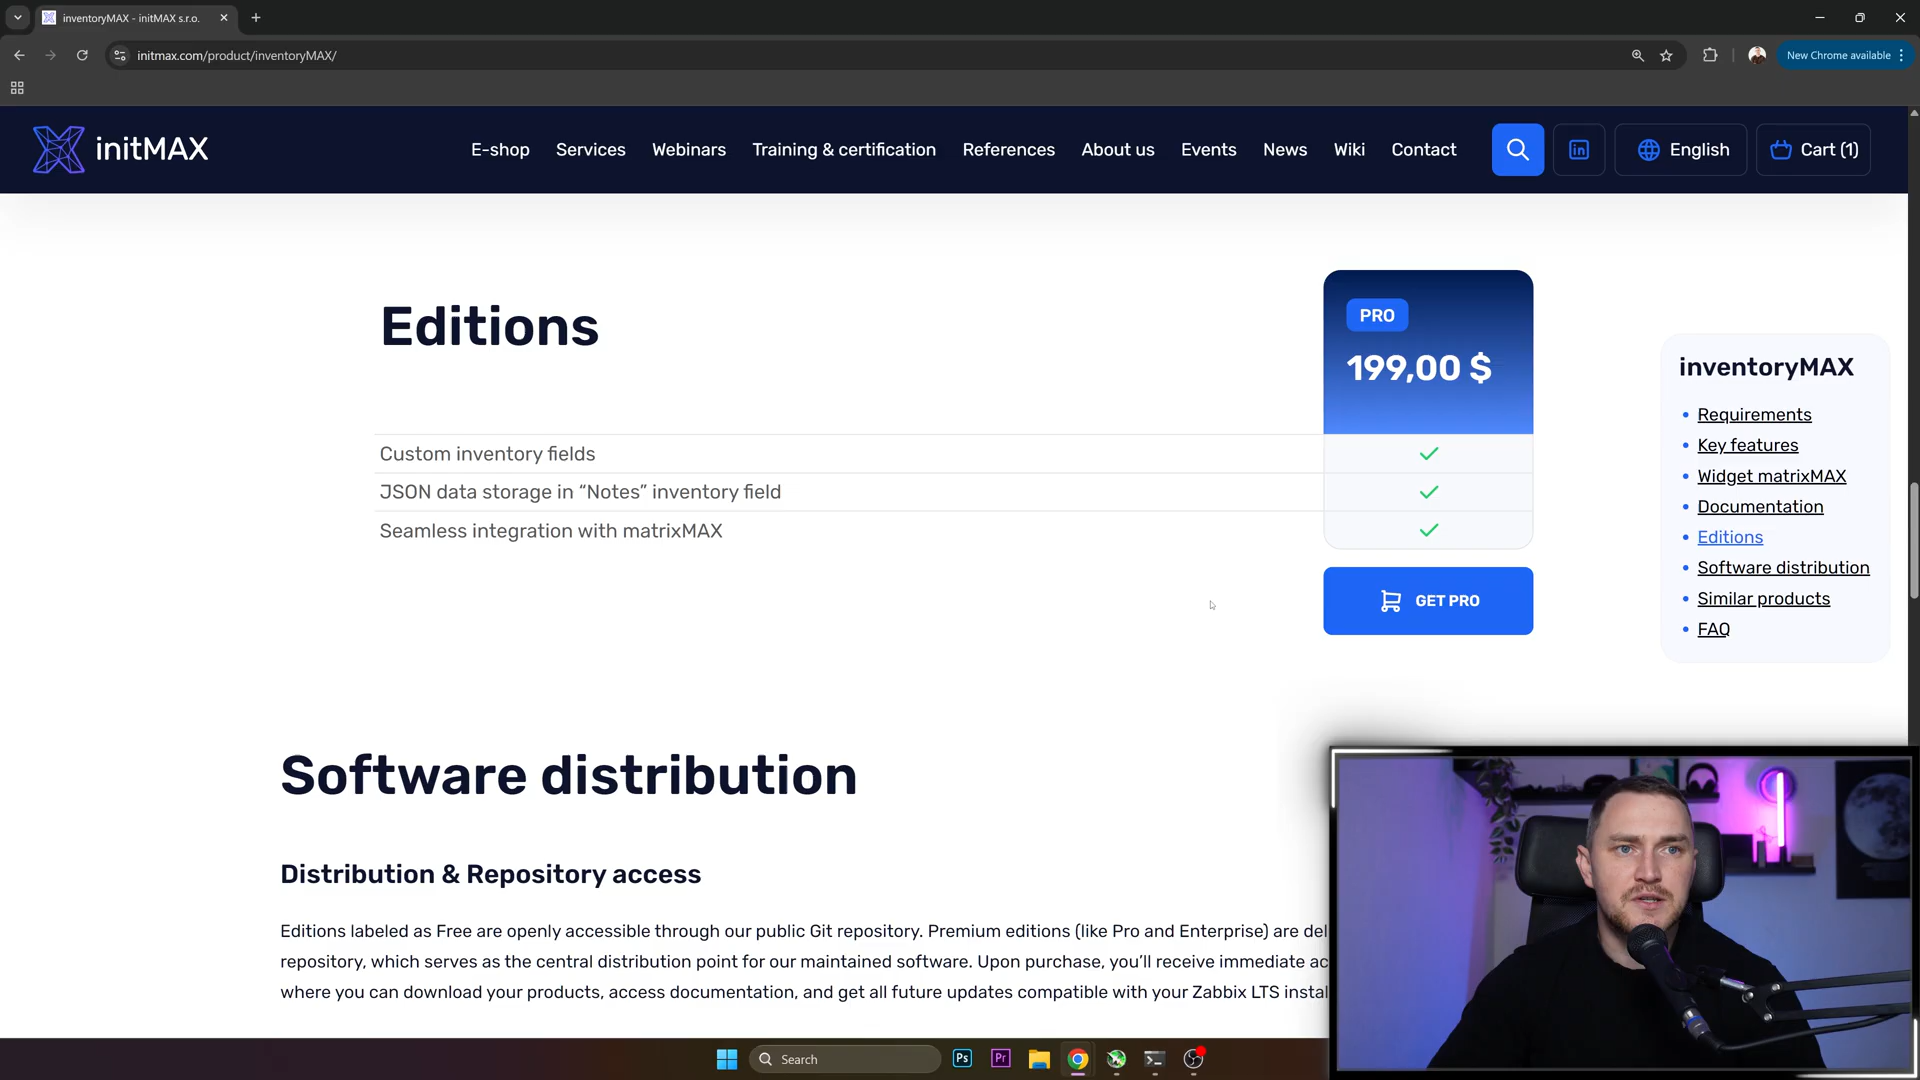 inventoryMAX - initMAX s.r.o.
initmax.com/product/inventoryMAX/
New Chrome available
initMAX
E-shop
Services
Webinars
Training & certification
References
About us
Events
News
Wiki
Contact
English
Cart (1)
Editions
PRO
199,00 $
Custom inventory fields
JSON data storage in “Notes” inventory field
Seamless integration with matrixMAX
GET PRO
inventoryMAX
Requirements
Key features
Widget matrixMAX
Documentation
Editions
Software distribution
Similar products
FAQ
Software distribution
Distribution & Repository access
Editions labeled as Free are openly accessible through our public Git repository. Premium editions (like Pro and Enterprise) are del
repository, which serves as the central distribution point for our maintained software. Upon purchase, you’ll receive immediate ac
where you can download your products, access documentation, and get all future updates compatible with your Zabbix LTS instal
Search
Ps
Pr